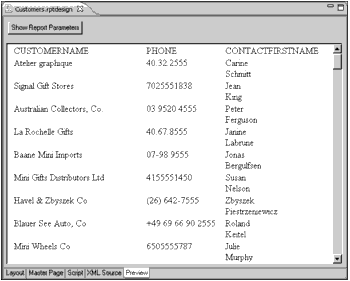 Customers.rptdesign
Show Report Parameters
CUSTOMERNAME PHONE CONTACTFIRSTNAME
Atelier graphique 40.32.2555 Carine
Schmitt
Signal Gift Stores 7025551838 Jean
King
Australian Collectors, Co. 03 9520 4555 Peter
Ferguson
La Rochelle Gifts 40.67.8555 Janine
Labrune
Baane Mini Imports 07-98 9555 Jonas
Bergulfsen
Mini Gifts Distributors Ltd 4155551450 Susan
Nelson
Havel & Zbyszek Co (26) 642-7555 Zbyszek
Piestrzeniewicz
Blauer See Auto, Co +49 69 66 90 2555 Roland
Keitel
Mini Wheels Co 6505555787 Julie
Murphy
Layout Master Page Script XML Source Preview